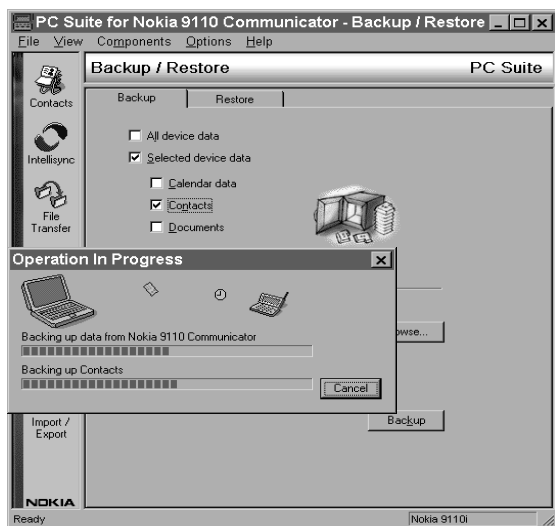 PC Suite for Nokia 9110 Communicator - Backup / Restore
File View Components Options Help
Backup / Restore PC Suite
Contacts
Intellisync
File
Transfer
Backup Restore
All device data
Selected device data
Calendar data
Contacts
Documents
Operation In Progress
Backing up data from Nokia 9110 Communicator
Backing up Contacts
Cancel
Backup
Import /
Export
NOKIA
Ready Nokia 9110i